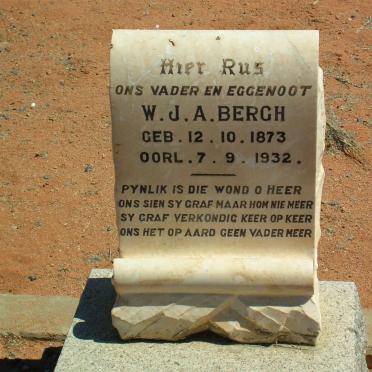 Hier Rus
ONS VADER EN EGGENOOT
W. J. A. BERGH
GEB. 12. 10. 1873
OORL. 7. 9. 1932.
PYNLIK IS DIE WOND O HEER
ONS SIEN SY GRAF MAAR HOM NIE MEER
SY GRAF VERKONDIG KEER OP KEER
ONS HET OP AARD GEEN VADER MEER